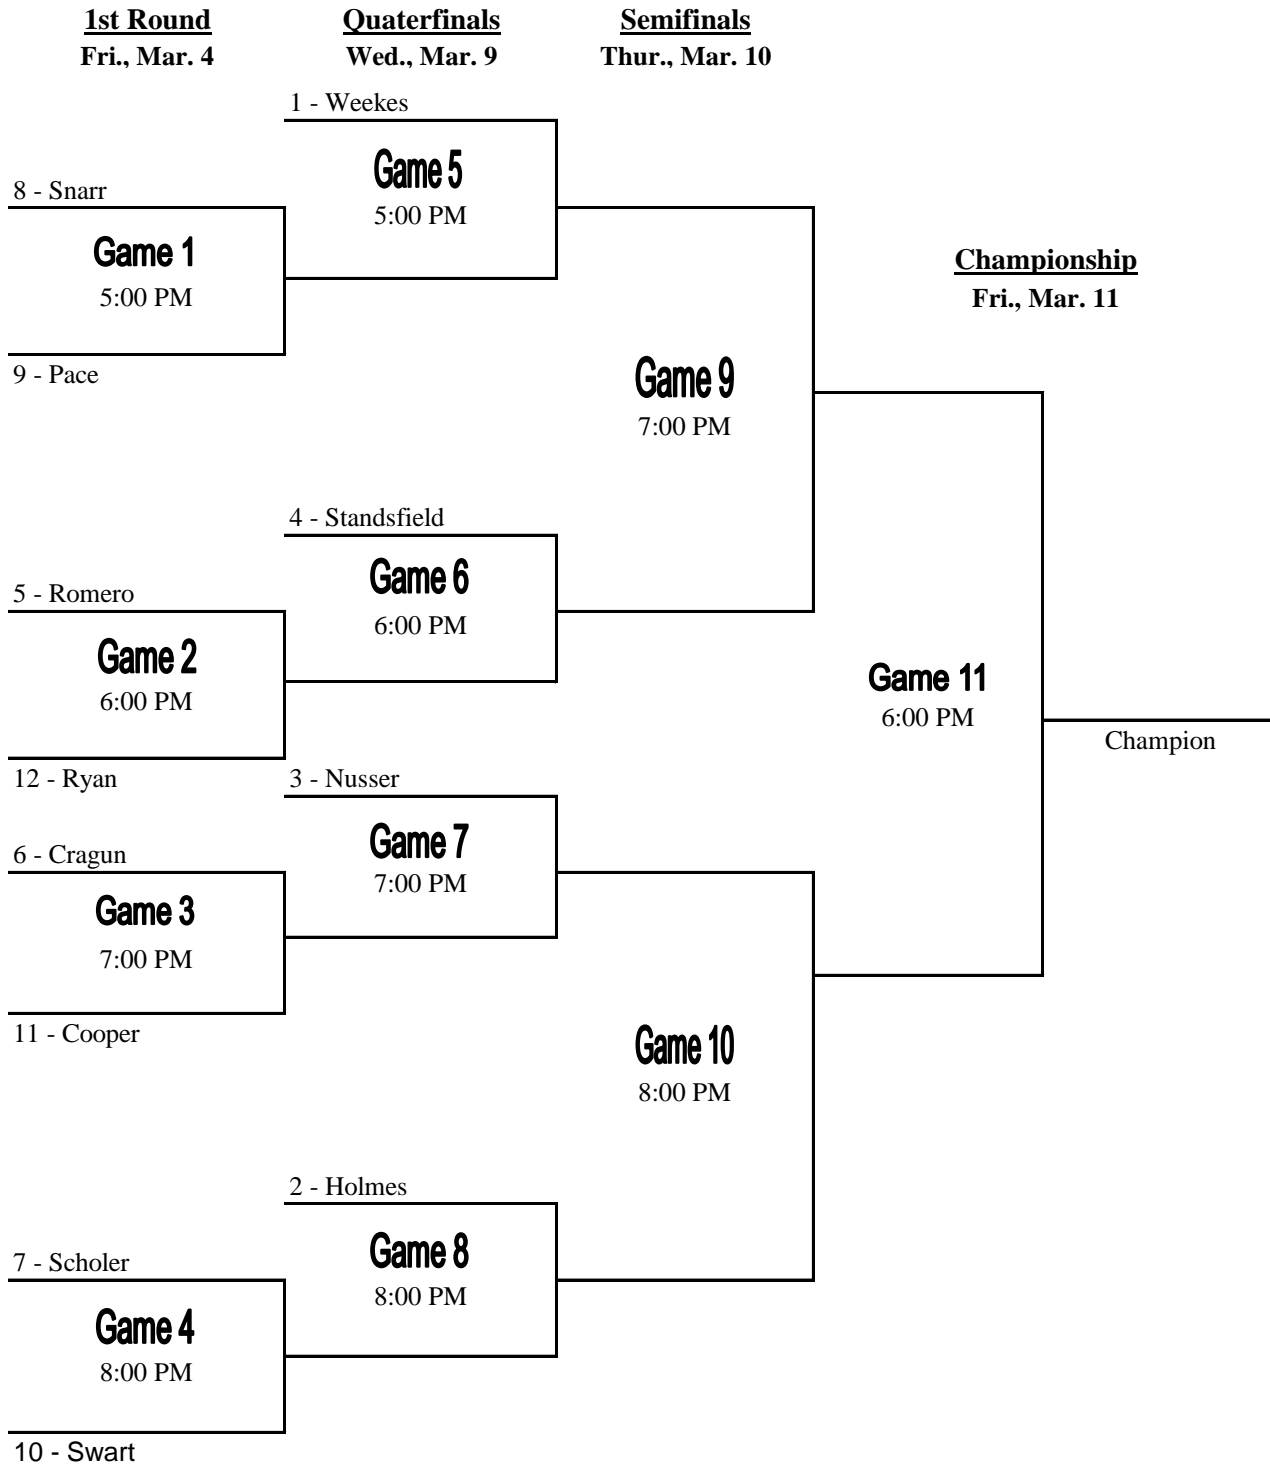 1st Round
Fri., Mar. 4
Quaterfinals
Wed., Mar. 9
Semifinals
Thur., Mar. 10
1 - Weekes
Game 5
5:00 PM
8 - Snarr
Game 1
5:00 PM
9 - Pace
Championship
Fri., Mar. 11
Game 9
7:00 PM
4 - Standsfield
Game 6
6:00 PM
5 - Romero
Game 2
6:00 PM
12 - Ryan
Game 11
6:00 PM
Champion
3 - Nusser
Game 7
7:00 PM
6 - Cragun
Game 3
7:00 PM
11 - Cooper
Game 10
8:00 PM
2 - Holmes
Game 8
8:00 PM
7 - Scholer
Game 4
8:00 PM
10 - Swart